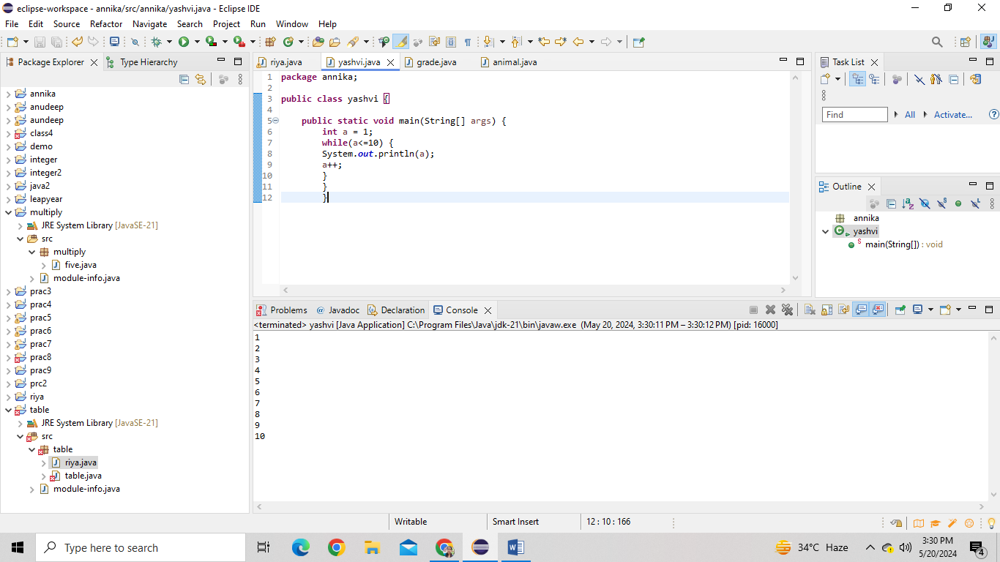 eclipse-workspace - annika/src/annika/yashvi.java - Eclipse IDE
File Edit Source Refactor Navigate Search Project Run Window Help
Package Explorer Type Hierarchy
annika
anudeep
aundeep
class4
demo
integer
integer2
java2
leapyear
multiply
JRE System Library [JavaSE-21]
src
multiply
five.java
module-info.java
prac3
prac4
prac5
prac6
prac7
prac8
prac9
prc2
riya
table
JRE System Library [JavaSE-21]
src
table
riya.java
table.java
module-info.java
riya.java yashvi.java grade.java animal.java
1 package annika;
2
3 public class yashvi {
4
5 public static void main(String[] args) {
6 int a = 1;
7 while(a<=10) {
8 System.out.println(a);
9 a++;
10 }
11 }
12 }
Task List
Find All Activate...
Outline
annika
yashvi
main(String[]) : void
Problems Javadoc Declaration Console
<terminated> yashvi [Java Application] C:\Program Files\Java\jdk-21\bin\javaw.exe (May 20, 2024, 3:30:11 PM – 3:30:12 PM) [pid: 16000]
1
2
3
4
5
6
7
8
9
10
Writable Smart Insert 12 : 10 : 166
Type here to search
34°C Haze
3:30 PM
5/20/2024
4